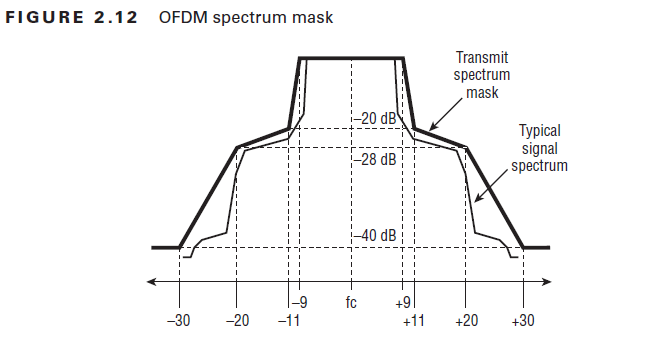 FIGURE 2.12 OFDM spectrum mask
Transmit
spectrum
mask
–20 dB
Typical
signal
spectrum
–28 dB
–40 dB
–9
fc
+9
–30
–20
–11
+11
+20
+30